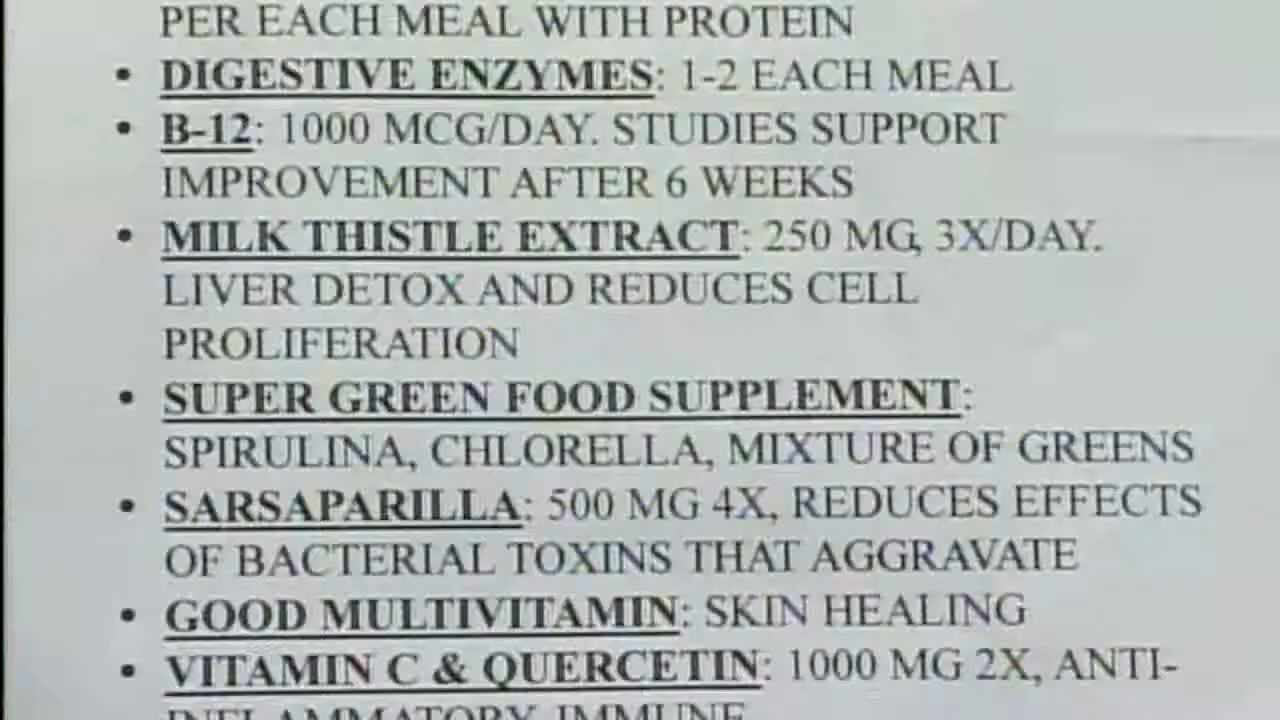 PER EACH MEAL WITH PROTEIN
• DIGESTIVE ENZYMES: 1-2 EACH MEAL
• B-12: 1000 MCG/DAY. STUDIES SUPPORT
IMPROVEMENT AFTER 6 WEEKS
• MILK THISTLE EXTRACT: 250 MG, 3X/DAY.
LIVER DETOX AND REDUCES CELL
PROLIFERATION
• SUPER GREEN FOOD SUPPLEMENT:
SPIRULINA, CHLORELLA, MIXTURE OF GREENS
• SARSAPARILLA: 500 MG 4X, REDUCES EFFECTS
OF BACTERIAL TOXINS THAT AGGRAVATE
• GOOD MULTIVITAMIN: SKIN HEALING
• VITAMIN C & QUERCETIN: 1000 MG 2X, ANTI-
INFLAMMATORY, IMMUNE